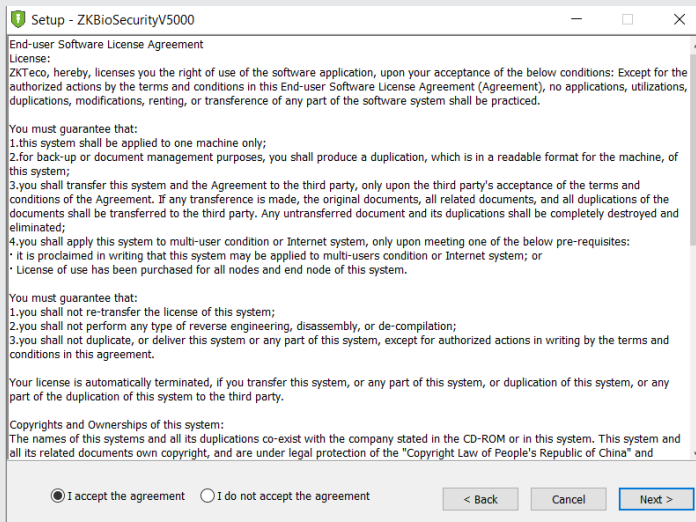 Setup - ZKBioSecurityV5000
End-user Software License Agreement
License:
ZKTeco, hereby, licenses you the right of use of the software application, upon your acceptance of the below conditions: Except for the
authorized actions by the terms and conditions in this End-user Software License Agreement (Agreement), no applications, utilizations,
duplications, modifications, renting, or transference of any part of the software system shall be practiced.
You must guarantee that:
1.this system shall be applied to one machine only;
2.for back-up or document management purposes, you shall produce a duplication, which is in a readable format for the machine, of
this system;
3.you shall transfer this system and the Agreement to the third party, only upon the third party's acceptance of the terms and
conditions of the Agreement. If any transference is made, the original documents, all related documents, and all duplications of the
documents shall be transferred to the third party. Any untransferred document and its duplications shall be completely destroyed and
eliminated;
4.you shall apply this system to multi-user condition or Internet system, only upon meeting one of the below pre-requisites:
· it is proclaimed in writing that this system may be applied to multi-users condition or Internet system; or
· License of use has been purchased for all nodes and end node of this system.
You must guarantee that:
1.you shall not re-transfer the license of this system;
2.you shall not perform any type of reverse engineering, disassembly, or de-compilation;
3.you shall not duplicate, or deliver this system or any part of this system, except for authorized actions in writing by the terms and
conditions in this agreement.
Your license is automatically terminated, if you transfer this system, or any part of this system, or duplication of this system, or any
part of the duplication of this system to the third party.
Copyrights and Ownerships of this system:
The names of this systems and all its duplications co-exist with the company stated in the CD-ROM or in this system. This system and
all its related documents own copyright, and are under legal protection of the "Copyright Law of People's Republic of China" and
I accept the agreement
I do not accept the agreement
< Back
Cancel
Next >